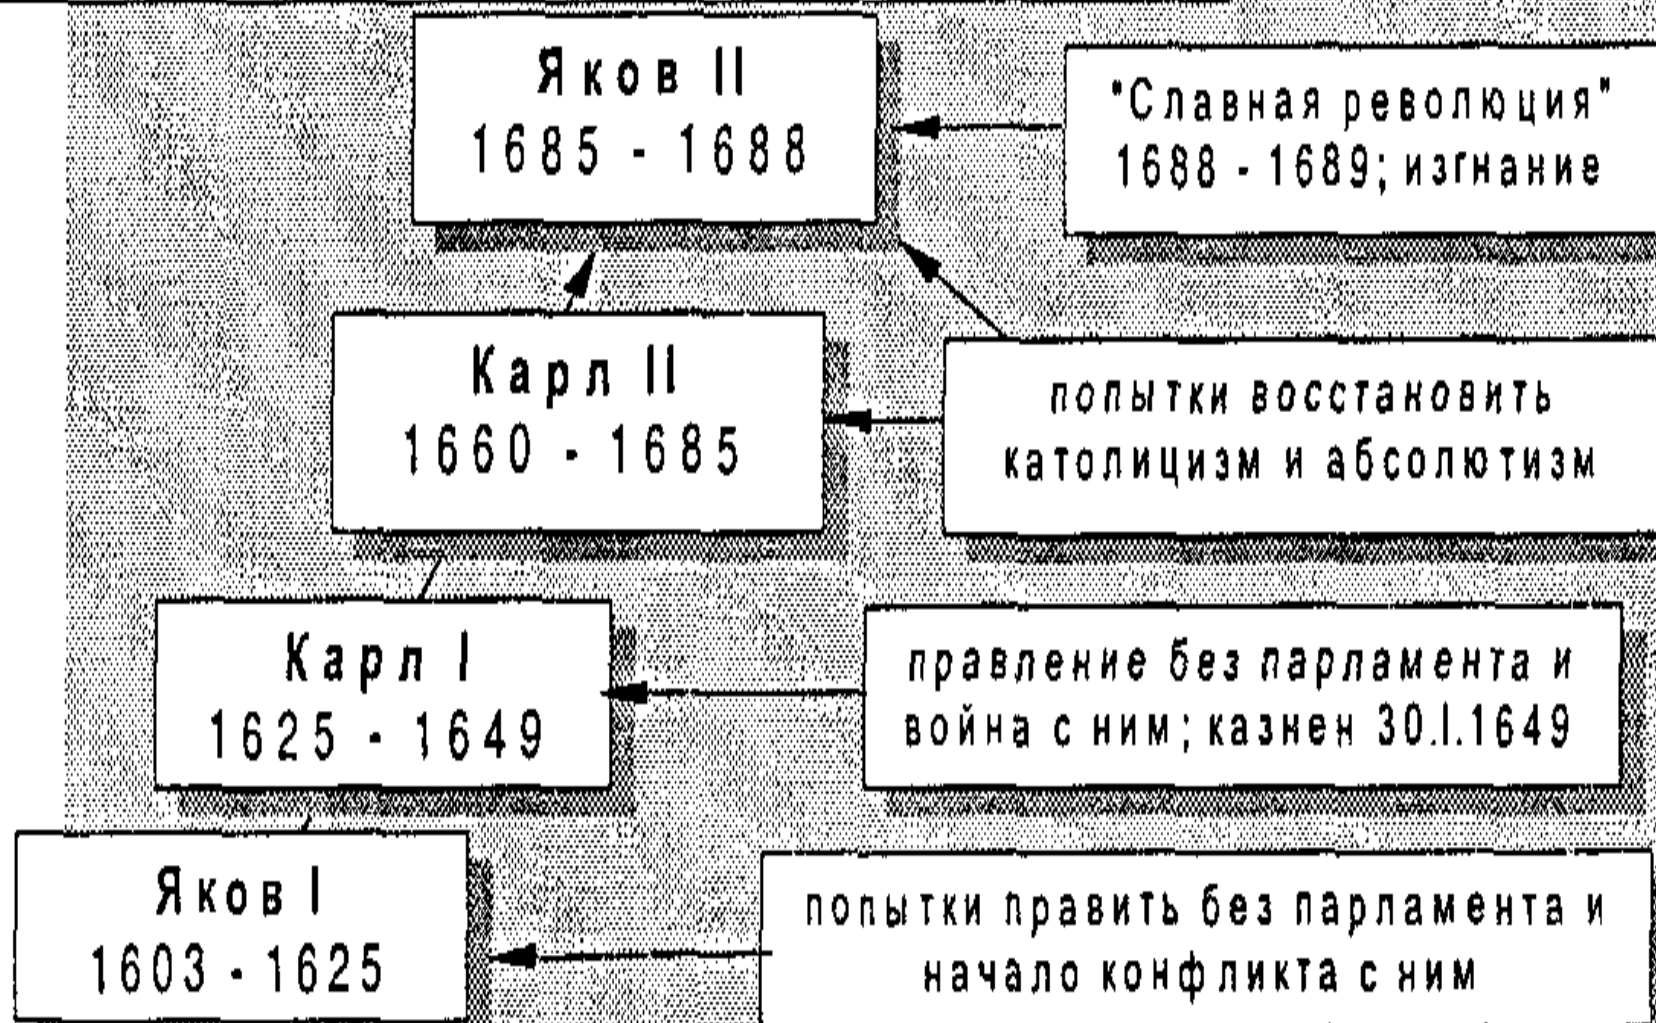 Яков II
1685 - 1688
"Славная революция"
1688 - 1689; изгнание
Карл II
1660 - 1685
попытки восстановить
католицизм и абсолютизм
Карл I
1625 - 1649
правление без парламента и
война с ним; казнен 30.I.1649
Яков I
1603 - 1625
попытки править без парламента и
начало конфликта с ним